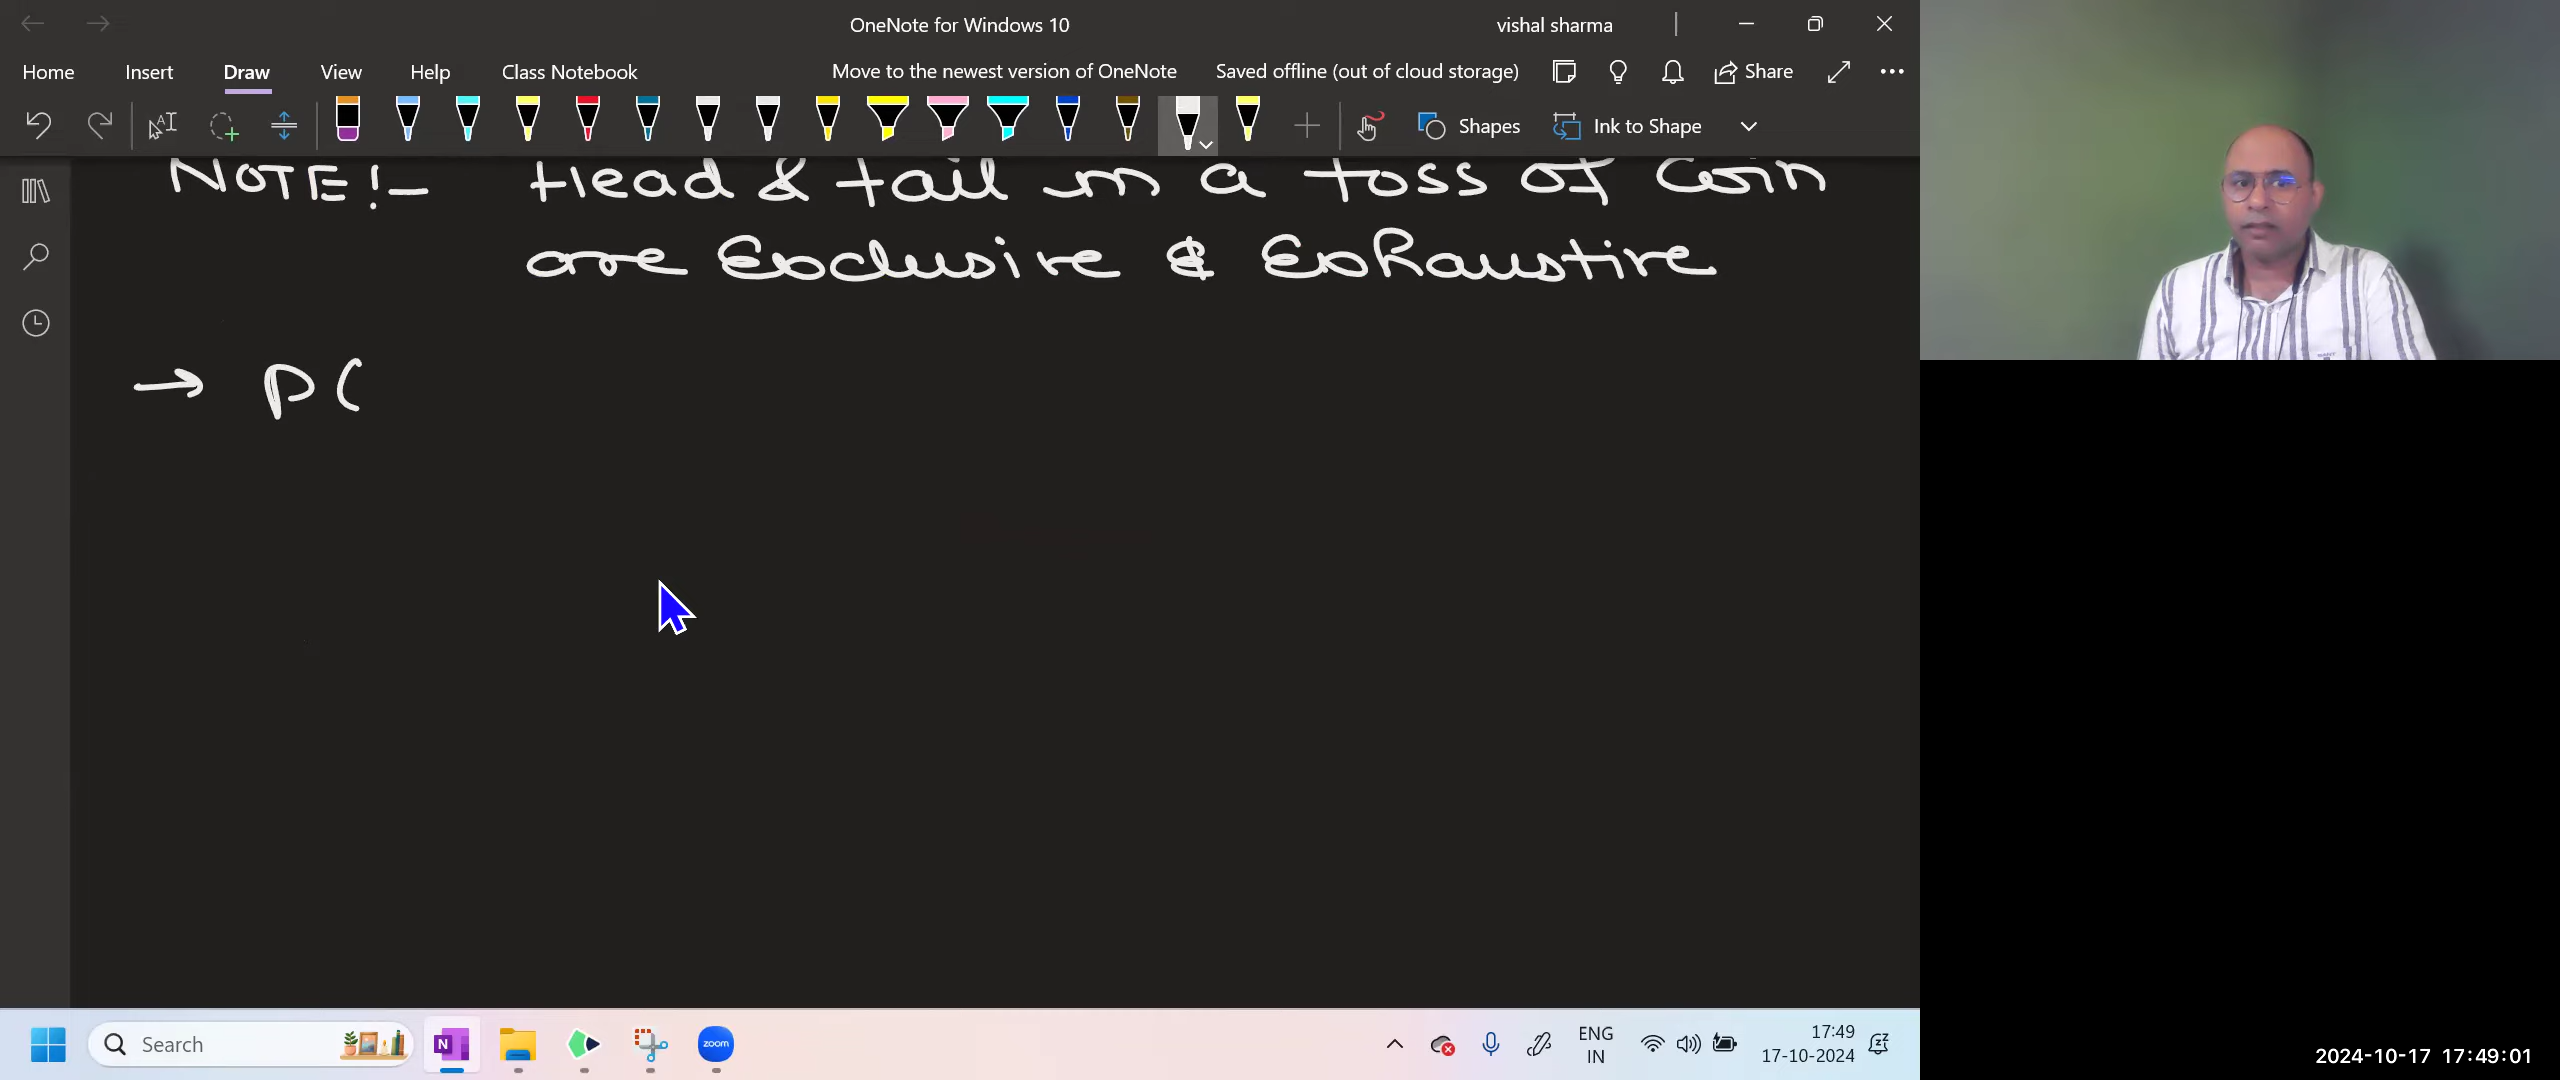 OneNote for Windows 10
vishal sharma
Home Insert Draw View Help Class Notebook
Move to the newest version of OneNote Saved offline (out of cloud storage) Share
Shapes Ink to Shape
NOTE:- Head & tail in a toss of Coin
are Exclusive & Exhaustive
→ P(
Search
zoom
ENG
IN
17:49
17-10-2024
2024-10-17 17:49:01